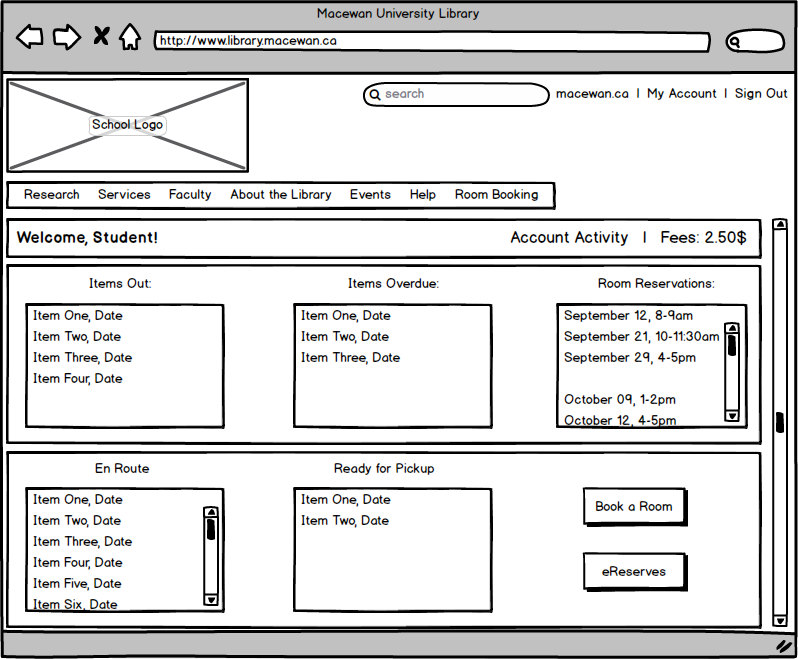 Macewan University Library
http://www.library.macewan.ca
search
macewan.ca | My Account | Sign Out
School Logo
Research Services Faculty About the Library Events Help Room Booking
Welcome, Student!
Account Activity | Fees: 2.50$
Items Out:
Item One, Date
Item Two, Date
Item Three, Date
Item Four, Date
Items Overdue:
Item One, Date
Item Two, Date
Item Three, Date
Room Reservations:
September 12, 8-9am
September 21, 10-11:30am
September 29, 4-5pm
October 09, 1-2pm
October 12, 4-5pm
En Route
Item One, Date
Item Two, Date
Item Three, Date
Item Four, Date
Item Five, Date
Item Six, Date
Ready for Pickup
Item One, Date
Item Two, Date
Book a Room
eReserves